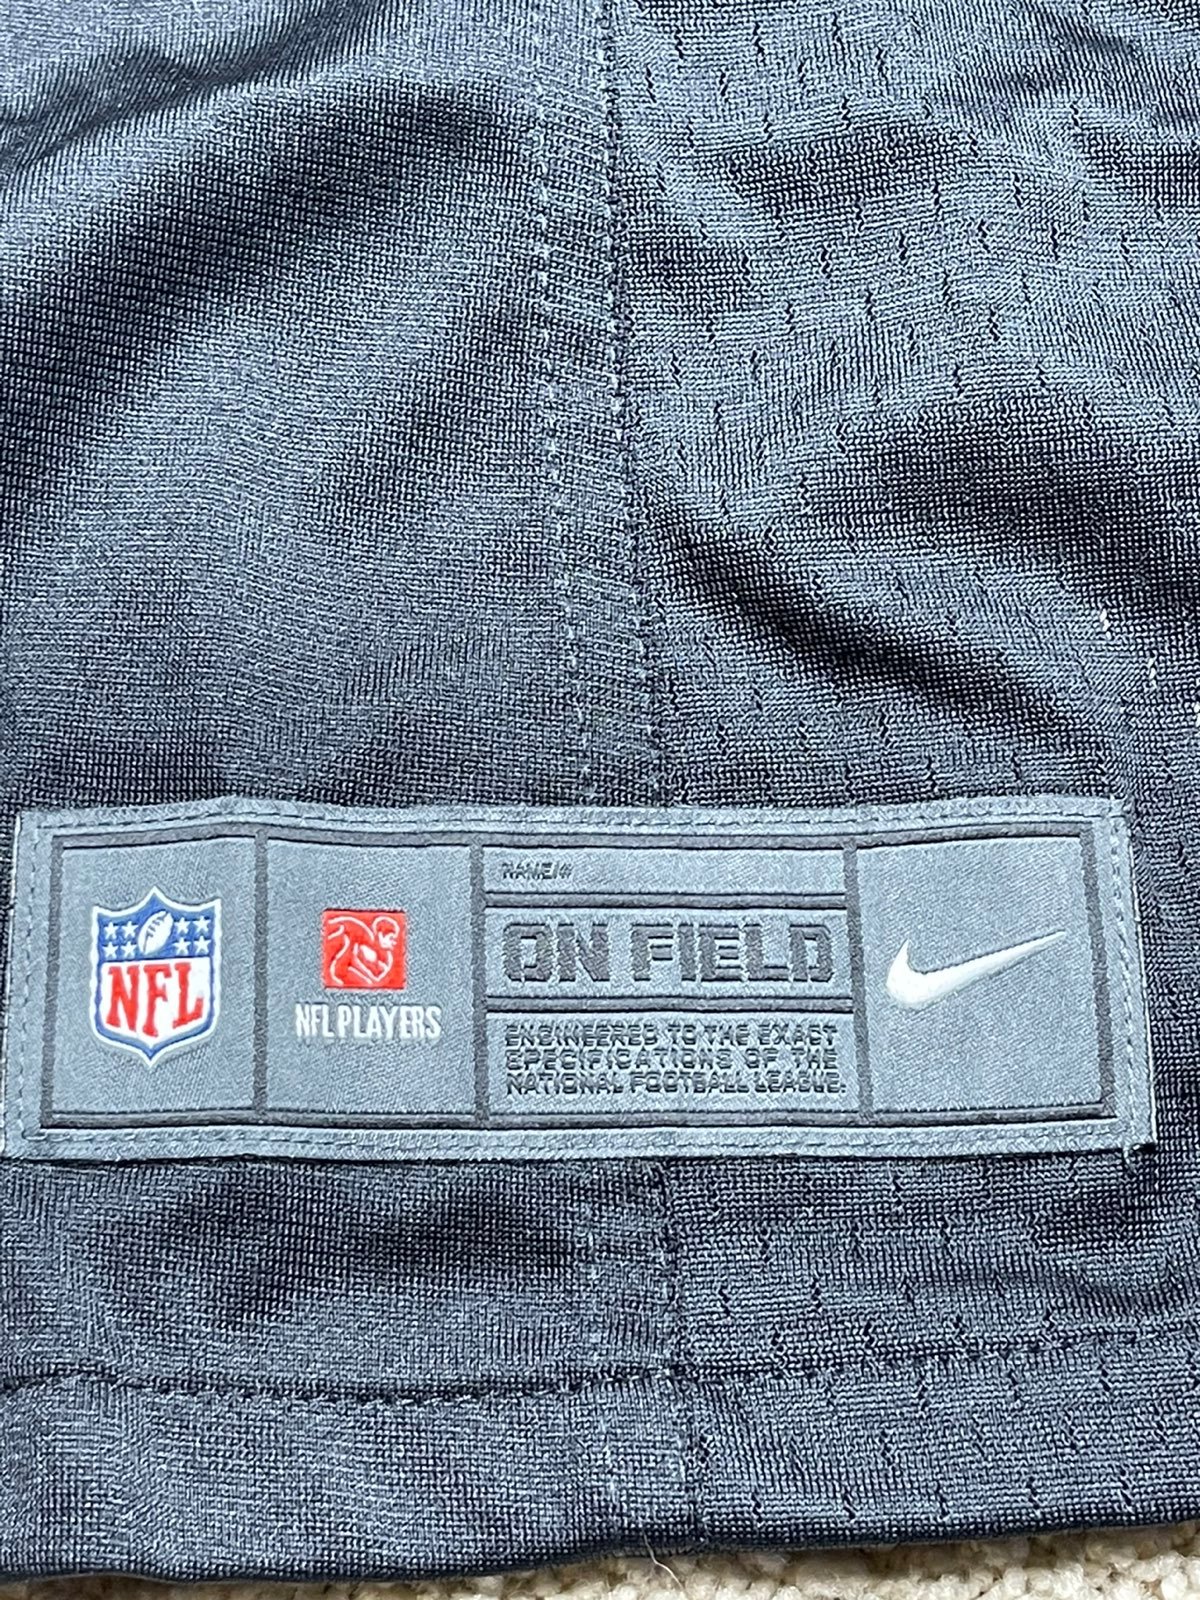 NFL
NFL PLAYERS
NAME/#
ON FIELD
ENGINEERED TO THE EXACT
SPECIFICATIONS OF THE
NATIONAL FOOTBALL LEAGUE.